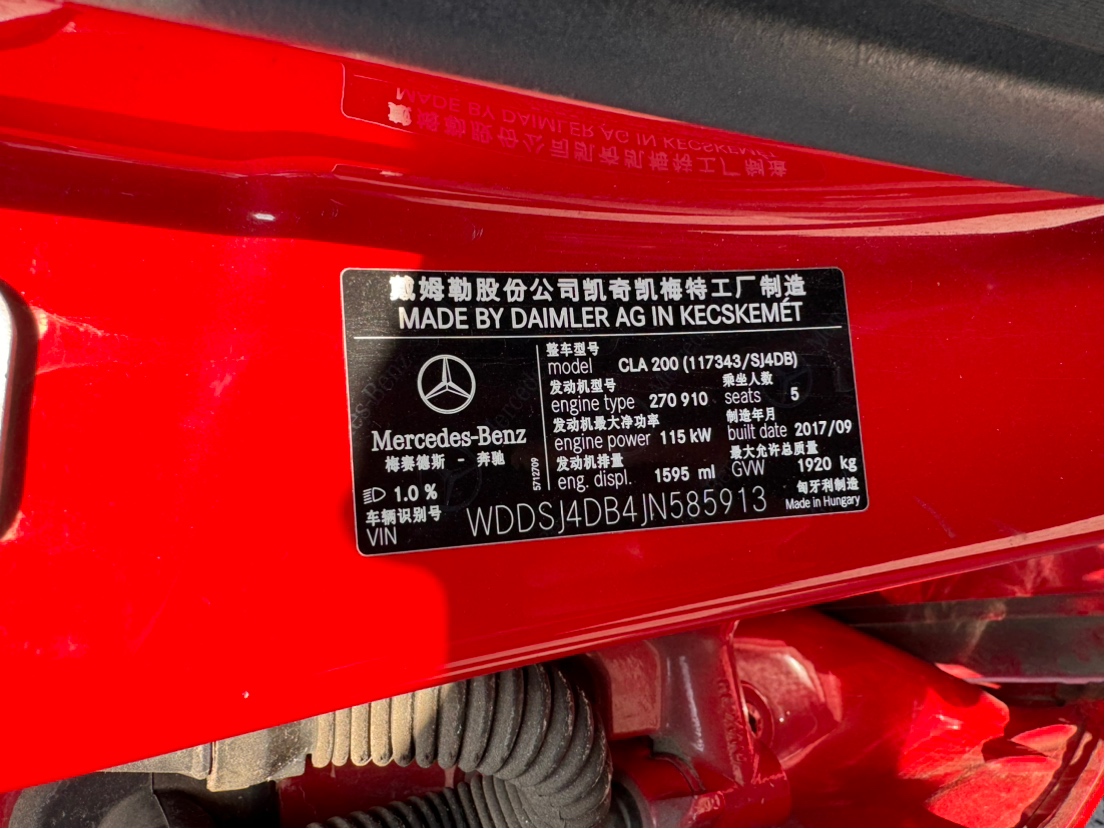 戴姆勒股份公司凯奇凯梅特工厂制造
MADE BY DAIMLER AG IN KECSKEMÉT
Mercedes-Benz
梅赛德斯 - 奔驰
1.0 %
整车型号
model CLA 200 (117343/SJ4DB)
发动机型号 乘坐人数
engine type 270 910 seats 5
发动机最大净功率 制造年月
engine power 115 kW built date 2017/09
发动机排量 最大允许总质量
eng. displ. 1595 ml GVW 1920 kg
5712709
匈牙利制造
Made in Hungary
车辆识别号
VIN WDDSJ4DB4JN585913